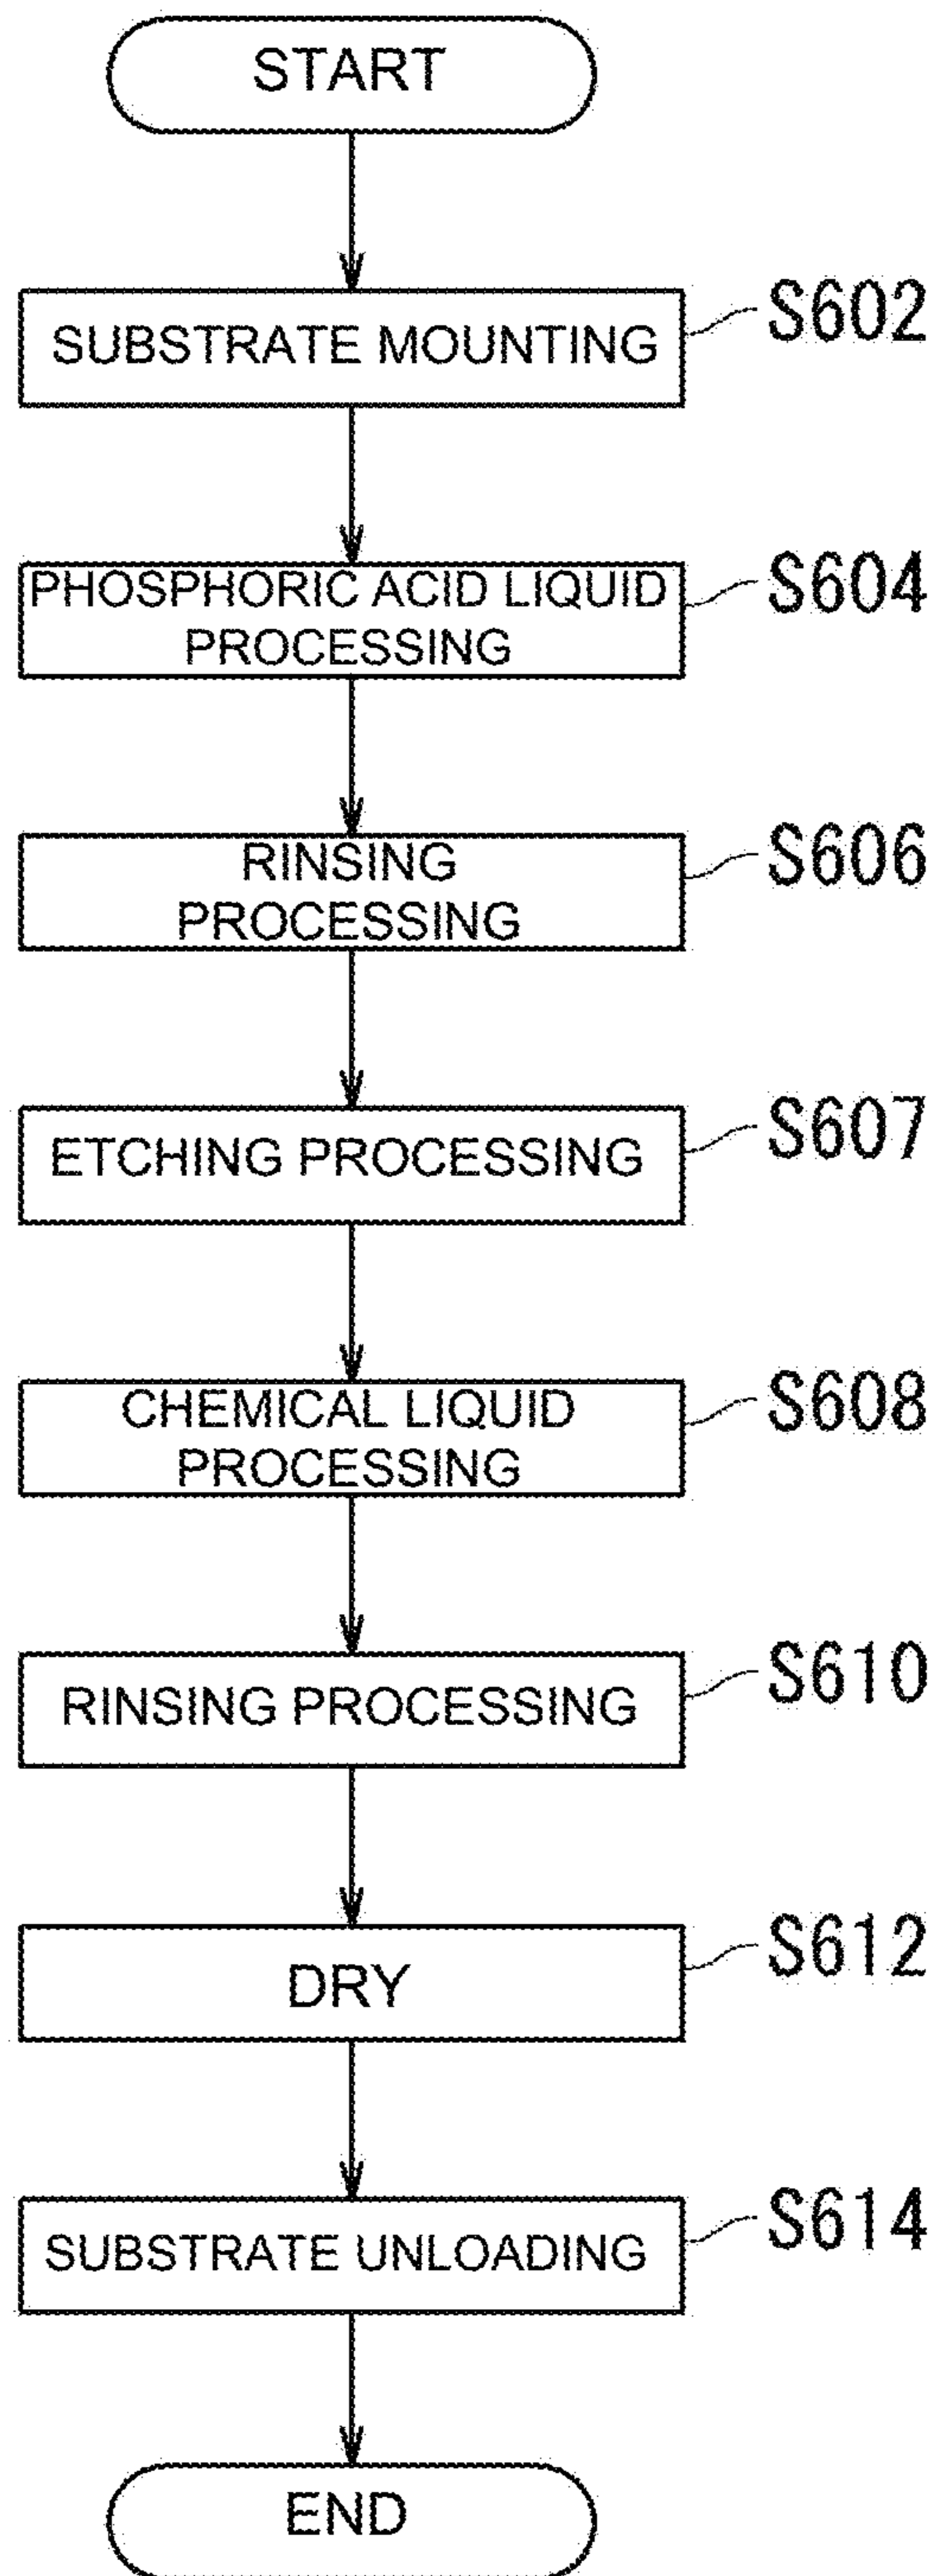 START
SUBSTRATE MOUNTING
S602
PHOSPHORIC ACID LIQUID
PROCESSING
S604
RINSING
PROCESSING
S606
ETCHING PROCESSING
S607
CHEMICAL LIQUID
PROCESSING
S608
RINSING PROCESSING
S610
DRY
S612
SUBSTRATE UNLOADING
S614
END